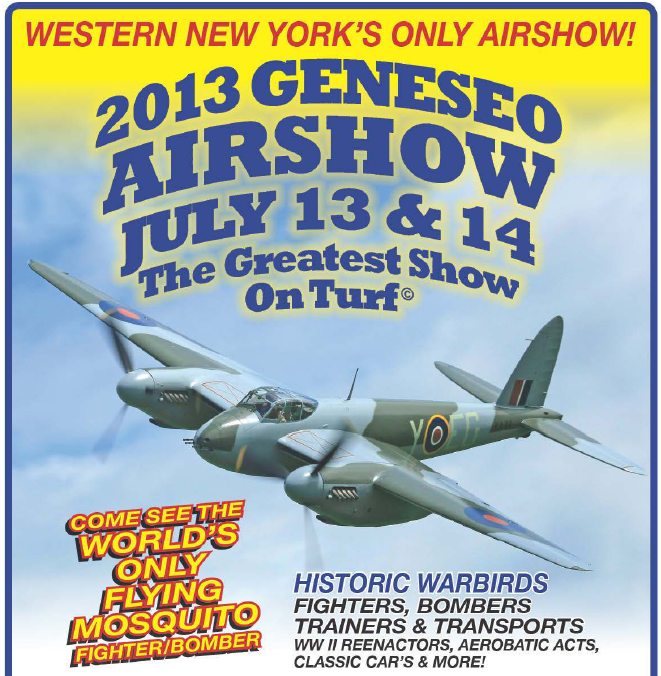 WESTERN NEW YORK'S ONLY AIRSHOW!
2013 GENESEO
AIRSHOW
JULY 13 & 14
The Greatest Show
On Turf©
Y EG
COME SEE THE
WORLD'S
ONLY
FLYING
MOSQUITO
FIGHTER/BOMBER
HISTORIC WARBIRDS
FIGHTERS, BOMBERS
TRAINERS & TRANSPORTS
WW II REENACTORS, AEROBATIC ACTS,
CLASSIC CAR'S & MORE!